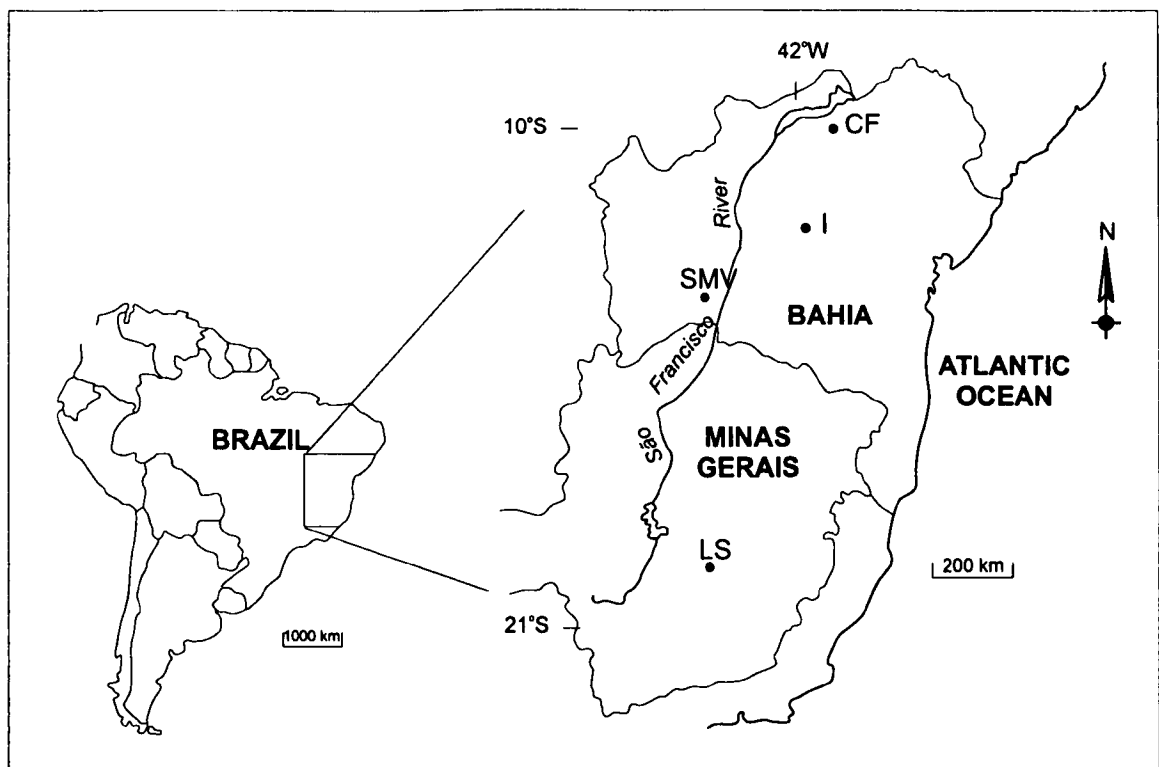 42°W
10°S
CF
River
I
SMV
BAHIA
N
Francisco
ATLANTIC
OCEAN
BRAZIL
São
MINAS
GERAIS
LS
200 km
21°S
1000 km